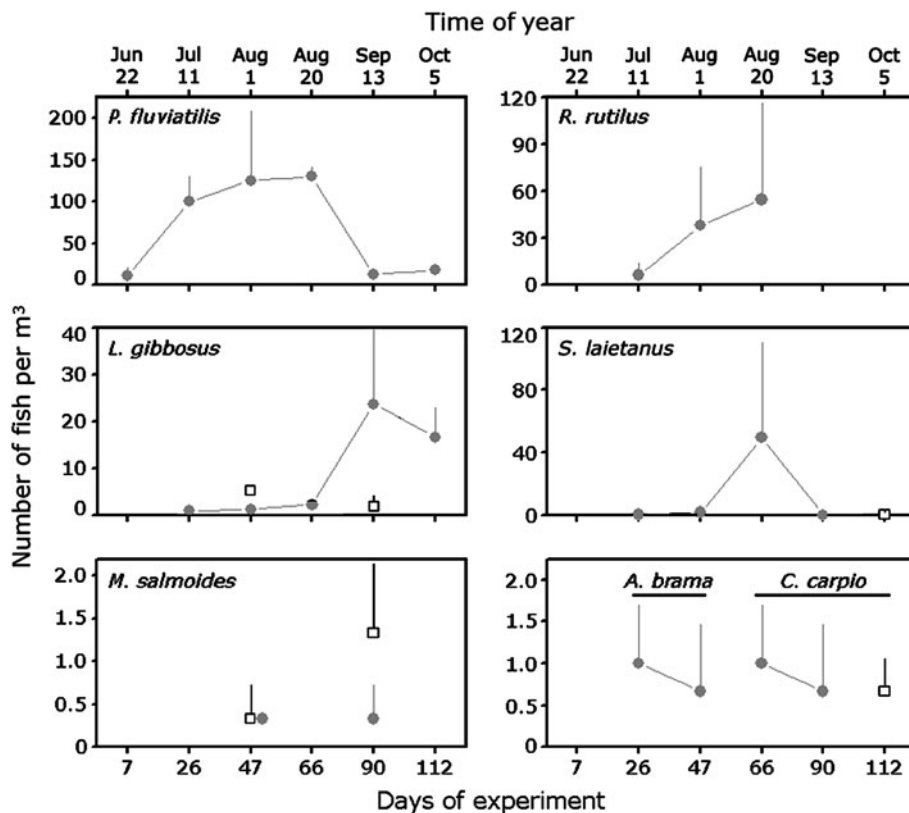 Time of year
Jun Jul Aug Aug Sep Oct Jun Jul Aug Aug Sep Oct
22 11 1 20 13 5 22 11 1 20 13 5
P. fluviatilis
200
150
100
50
0
R. rutilus
120
90
60
30
0
Number of fish per m³
L. gibbosus
40
30
20
10
0
S. laietanus
120
80
40
0
M. salmoides
2.0
1.5
1.0
0.5
0
A. brama C. carpio
2.0
1.5
1.0
0.5
0
7 26 47 66 90 112 7 26 47 66 90 112
Days of experiment